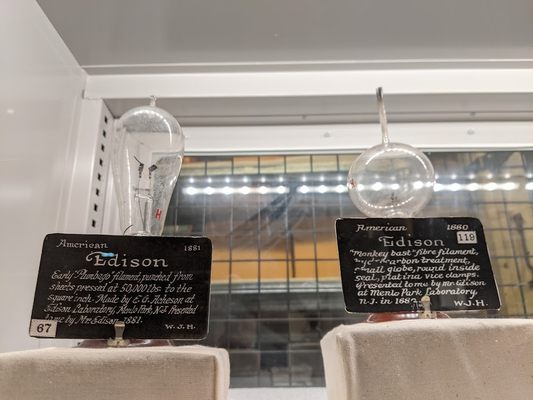 American 1881
Edison
Early Plumbago filament, punched from
sheets pressed at 50,000 lbs to the
square inch. Made by E.G. Acheson at
Edison Laboratory, Menlo Park, N.J. Presented
to me by Mr. Edison 1881.
67
W.J.H.
American 1880
119
Edison
"Monkey bast" fibre filament,
treatment,
small globe, round inside
seal, platina vice clamps.
Presented to me by Mr. Edison
at Menlo Park Laboratory,
N.J. in
W.J.H.